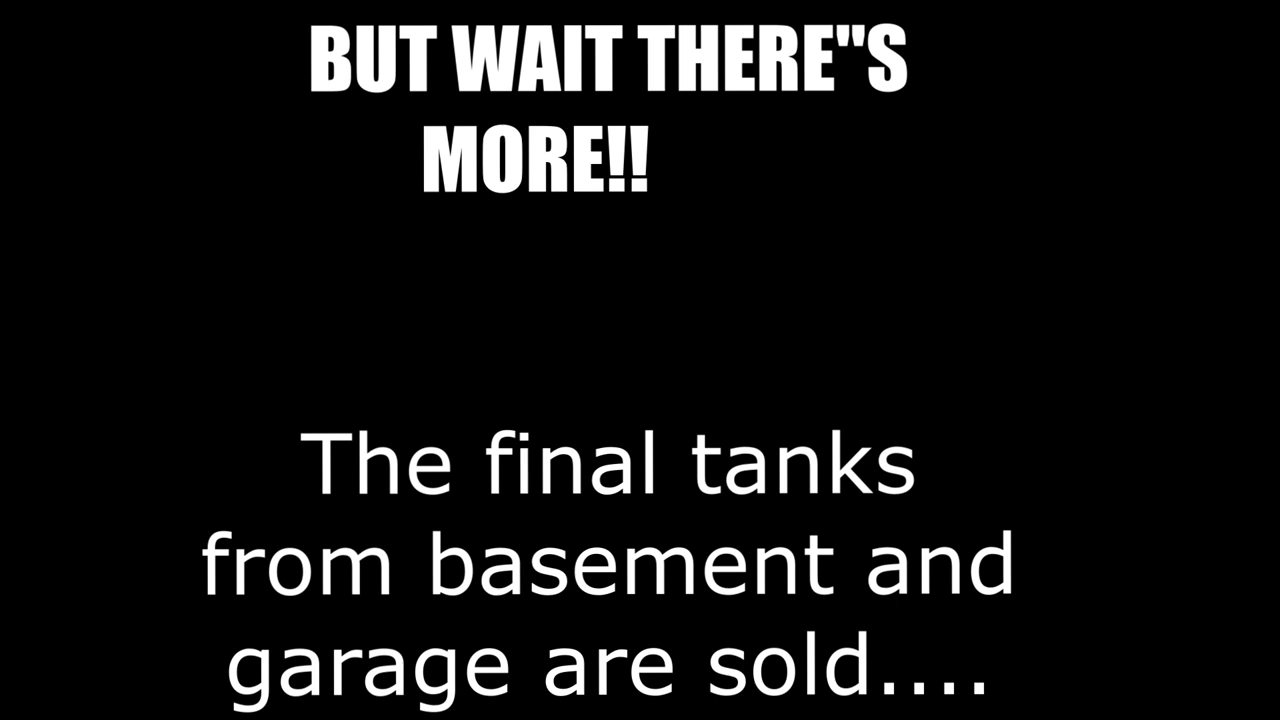 BUT WAIT THERE"S
MORE!!
The final tanks
from basement and
garage are sold....